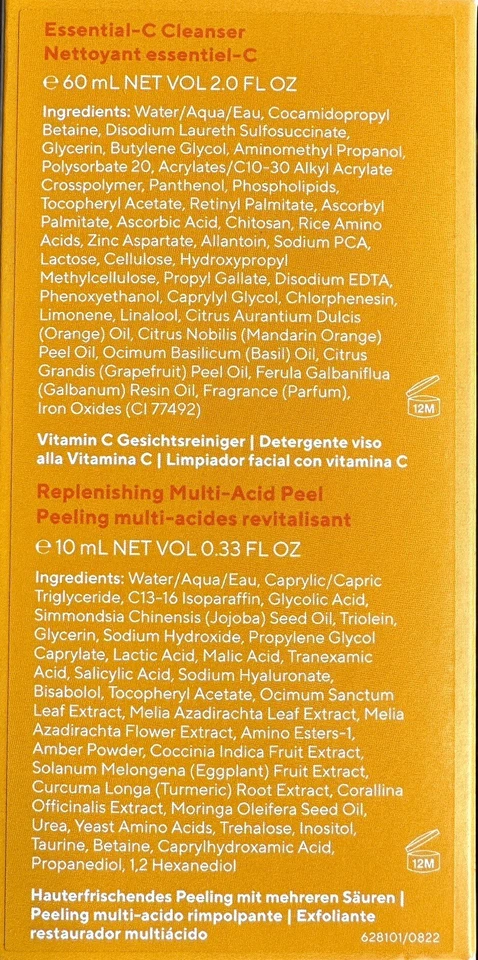 Essential-C Cleanser
Nettoyant essentiel-C
℮ 60 mL NET VOL 2.0 FL OZ
Ingredients: Water/Aqua/Eau, Cocamidopropyl
Betaine, Disodium Laureth Sulfosuccinate,
Glycerin, Butylene Glycol, Aminomethyl Propanol,
Polysorbate 20, Acrylates/C10-30 Alkyl Acrylate
Crosspolymer, Panthenol, Phospholipids,
Tocopheryl Acetate, Retinyl Palmitate, Ascorbyl
Palmitate, Ascorbic Acid, Chitosan, Rice Amino
Acids, Zinc Aspartate, Allantoin, Sodium PCA,
Lactose, Cellulose, Hydroxypropyl
Methylcellulose, Propyl Gallate, Disodium EDTA,
Phenoxyethanol, Caprylyl Glycol, Chlorphenesin,
Limonene, Linalool, Citrus Aurantium Dulcis
(Orange) Oil, Citrus Nobilis (Mandarin Orange)
Peel Oil, Ocimum Basilicum (Basil) Oil, Citrus
Grandis (Grapefruit) Peel Oil, Ferula Galbaniflua
(Galbanum) Resin Oil, Fragrance (Parfum),
Iron Oxides (CI 77492)
12M
Vitamin C Gesichtsreiniger | Detergente viso
alla Vitamina C | Limpiador facial con vitamina C
Replenishing Multi-Acid Peel
Peeling multi-acides revitalisant
℮ 10 mL NET VOL 0.33 FL OZ
Ingredients: Water/Aqua/Eau, Caprylic/Capric
Triglyceride, C13-16 Isoparaffin, Glycolic Acid,
Simmondsia Chinensis (Jojoba) Seed Oil, Triolein,
Glycerin, Sodium Hydroxide, Propylene Glycol
Caprylate, Lactic Acid, Malic Acid, Tranexamic
Acid, Salicylic Acid, Sodium Hyaluronate,
Bisabolol, Tocopheryl Acetate, Ocimum Sanctum
Leaf Extract, Melia Azadirachta Leaf Extract, Melia
Azadirachta Flower Extract, Amino Esters-1,
Amber Powder, Coccinia Indica Fruit Extract,
Solanum Melongena (Eggplant) Fruit Extract,
Curcuma Longa (Turmeric) Root Extract, Corallina
Officinalis Extract, Moringa Oleifera Seed Oil,
Urea, Yeast Amino Acids, Trehalose, Inositol,
Taurine, Betaine, Caprylhydroxamic Acid,
Propanediol, 1,2 Hexanediol
12M
Hauterfrischendes Peeling mit mehreren Säuren |
Peeling multi-acido rimpolpante | Exfoliante
restaurador multiácido
628101/0822